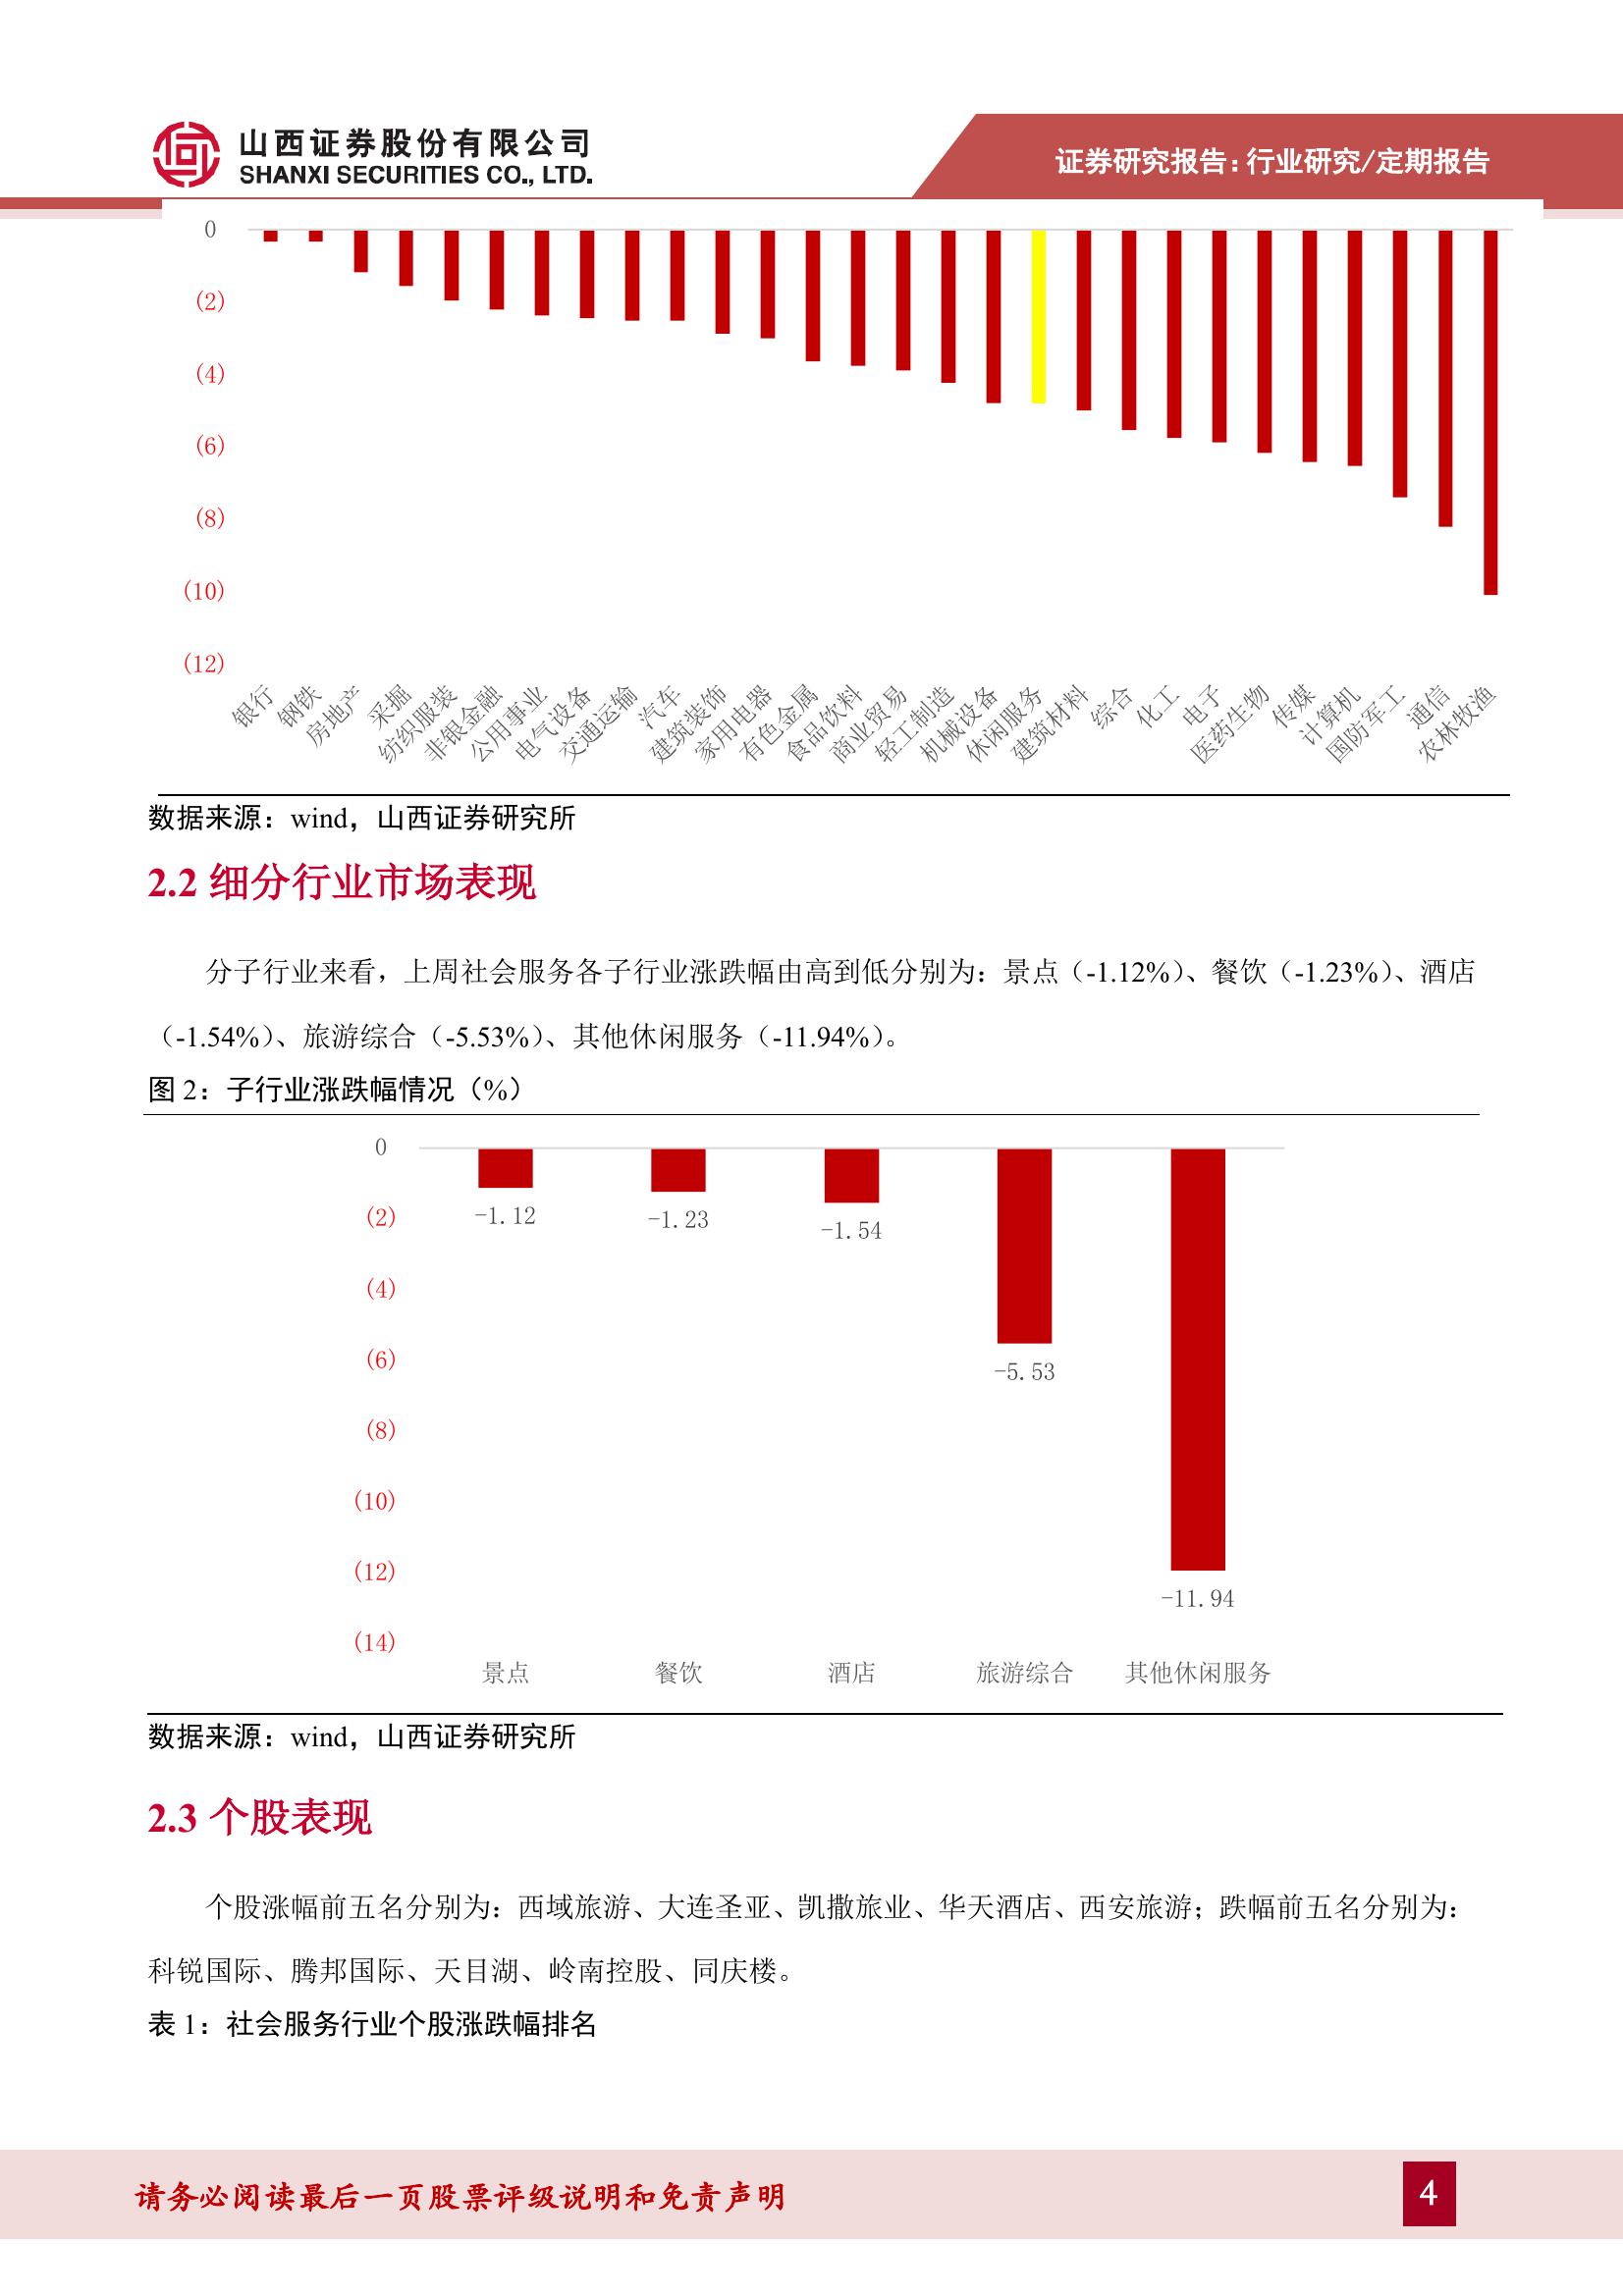 山西证券股份有限公司
SHANXI SECURITIES CO., LTD.
证券研究报告：行业研究/定期报告
0
(2)
(4)
(6)
(8)
(10)
(12)
银行 钢铁 房地产 采掘 纺织服装 非银金融 公用事业 电气设备 交通运输 汽车 建筑装饰 家用电器 有色金属 食品饮料 商业贸易 轻工制造 机械设备 休闲服务 建筑材料 综合 化工 电子 医药生物 传媒 计算机 国防军工 通信 农林牧渔
数据来源：wind，山西证券研究所
2.2 细分行业市场表现
分子行业来看，上周社会服务各子行业涨跌幅由高到低分别为：景点（-1.12%）、餐饮（-1.23%）、酒店
（-1.54%）、旅游综合（-5.53%）、其他休闲服务（-11.94%）。
图 2：子行业涨跌幅情况（%）
0
(2)
(4)
(6)
(8)
(10)
(12)
(14)
-1.12
-1.23
-1.54
-5.53
-11.94
景点 餐饮 酒店 旅游综合 其他休闲服务
数据来源：wind，山西证券研究所
2.3 个股表现
个股涨幅前五名分别为：西域旅游、大连圣亚、凯撒旅业、华天酒店、西安旅游；跌幅前五名分别为：
科锐国际、腾邦国际、天目湖、岭南控股、同庆楼。
表 1：社会服务行业个股涨跌幅排名
请务必阅读最后一页股票评级说明和免责声明
4